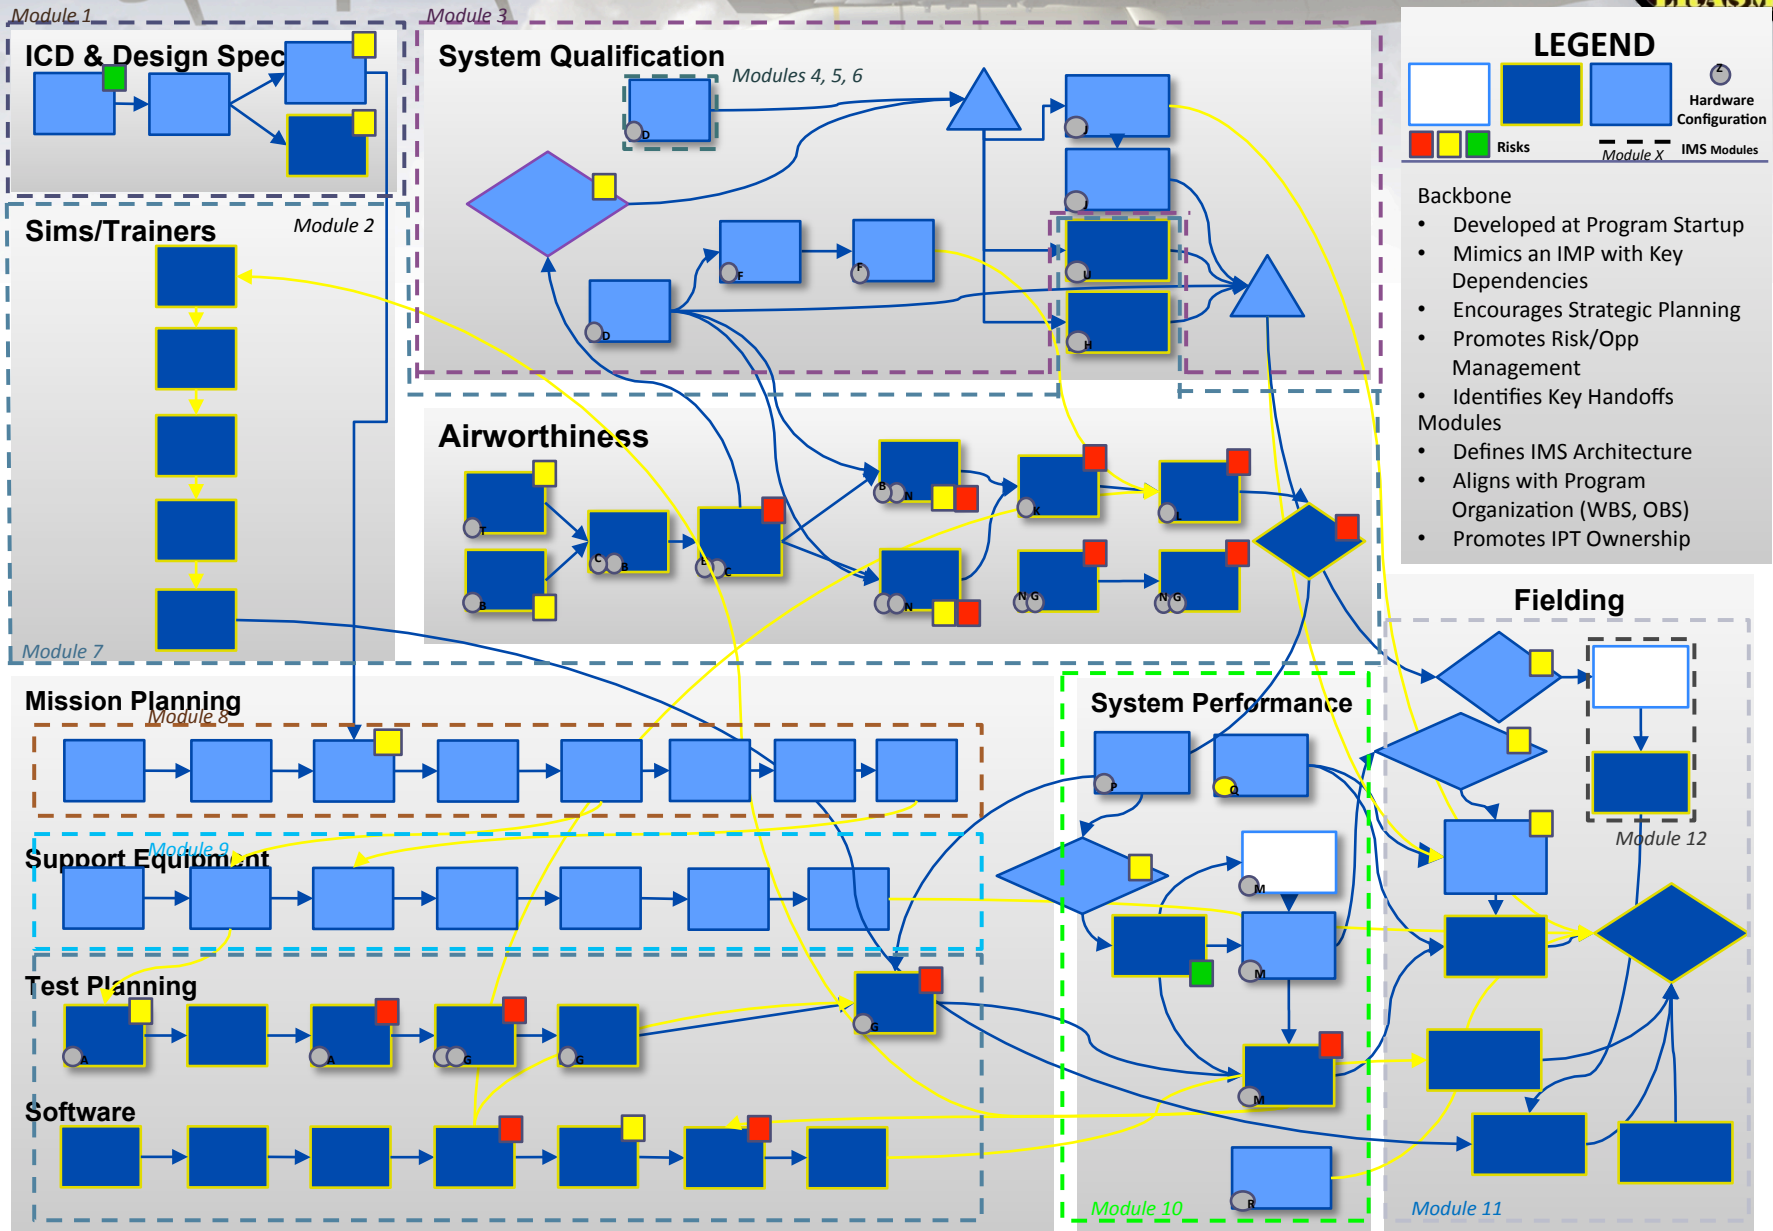 Module 1
ICD & Design Spec
Module 3
System Qualification
Modules 4, 5, 6
D
J
J
F
F
U
D
H
LEGEND
Z
Hardware
Configuration
Risks
Module X
IMS Modules
Backbone
• Developed at Program Startup
• Mimics an IMP with Key
Dependencies
• Encourages Strategic Planning
• Promotes Risk/Opp
Management
• Identifies Key Handoffs
Modules
• Defines IMS Architecture
• Aligns with Program
Organization (WBS, OBS)
• Promotes IPT Ownership
Sims/Trainers
Module 2
Module 7
Airworthiness
T
B
C B
E C
B N
N
K
L
N G
N G
Fielding
Module 12
Module 11
Mission Planning
Module 8
Module 9
Support Equipment
Test Planning
A
A
G
G
G
Software
System Performance
P
Q
M
M
M
R
Module 10